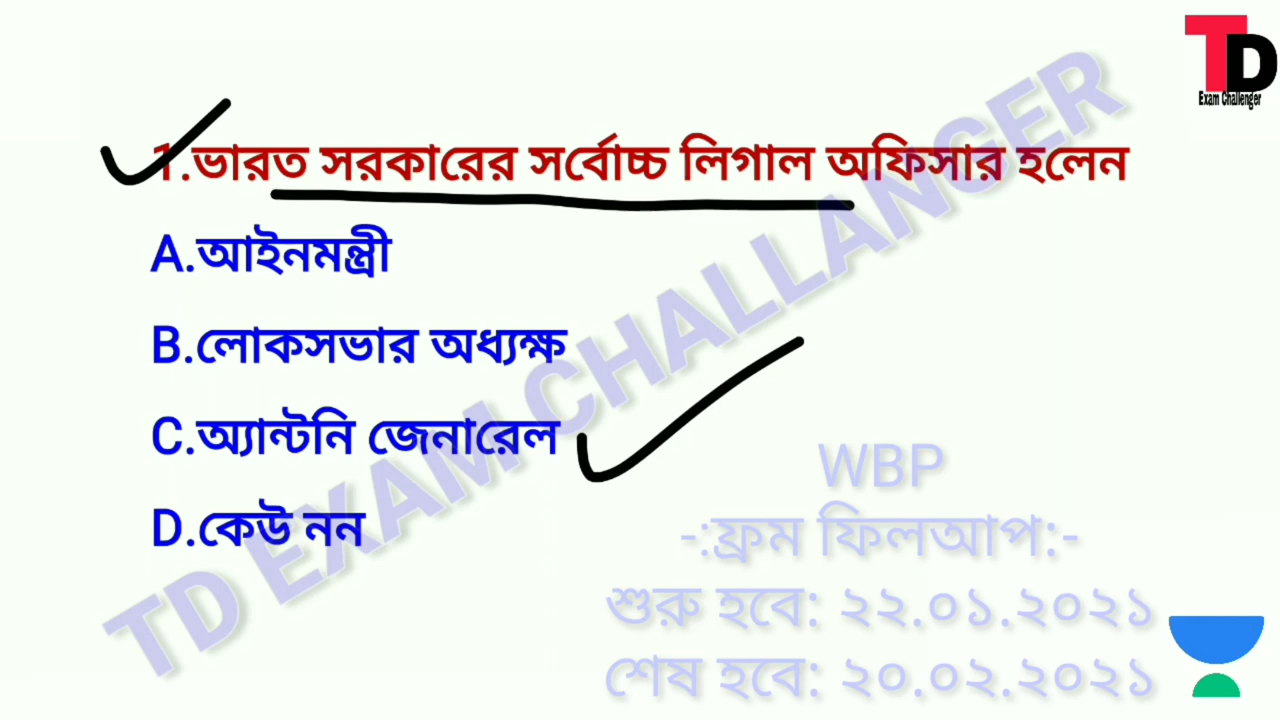 TD
Exam Challenger
1.ভারত সরকারের সর্বোচ্চ লিগাল অফিসার হলেন
A.আইনমন্ত্রী
B.লোকসভার অধ্যক্ষ
C.অ্যান্টনি জেনারেল
D.কেউ নন
TD EXAM CHALLANGER
WBP
-:ফ্রম ফিলআপ:-
শুরু হবে: ২২.০১.২০২১
শেষ হবে: ২০.০২.২০২১